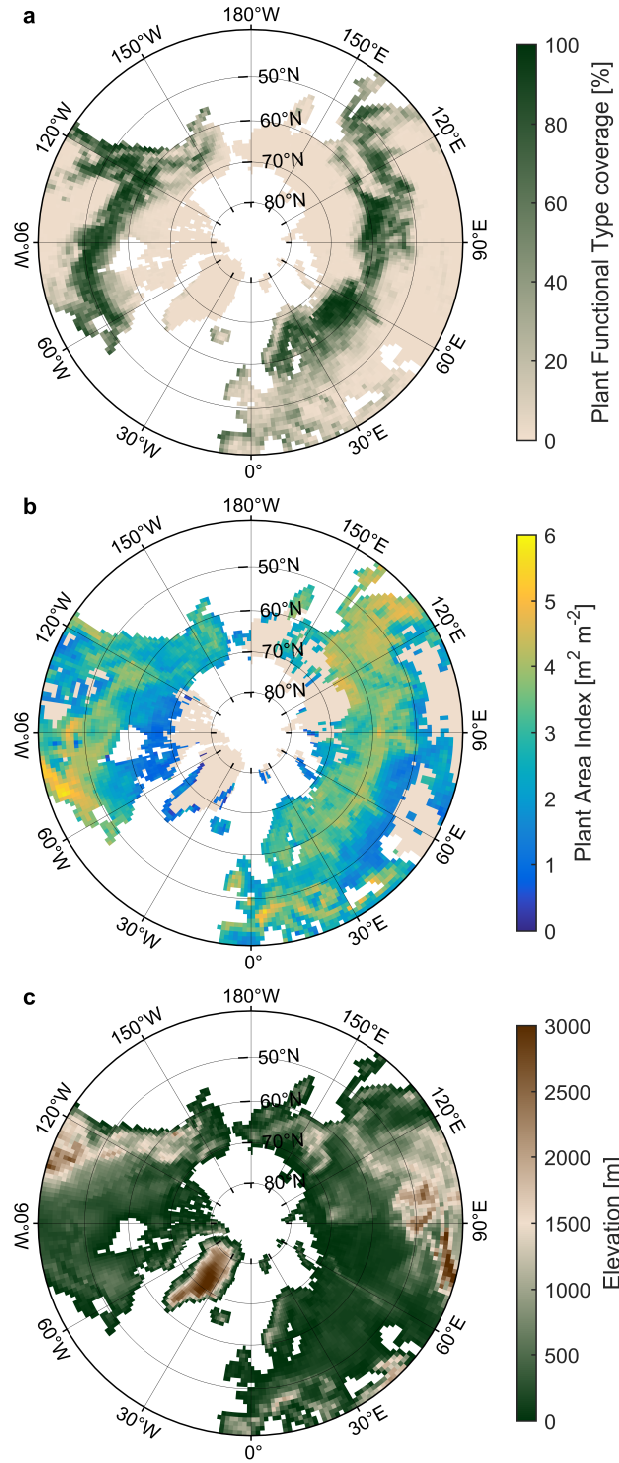 a
180°W
150°W
150°E
120°W
120°E
50°N
60°N
70°N
80°N
90°W
90°E
60°W
60°E
30°W
30°E
0°
100
80
60
40
20
0
Plant Functional Type coverage [%]
b
180°W
150°W
150°E
120°W
120°E
50°N
60°N
70°N
80°N
90°W
90°E
60°W
60°E
30°W
30°E
0°
6
5
4
3
2
1
0
Plant Area Index [m² m⁻²]
c
180°W
150°W
150°E
120°W
120°E
50°N
60°N
70°N
80°N
90°W
90°E
60°W
60°E
30°W
30°E
0°
3000
2500
2000
1500
1000
500
0
Elevation [m]